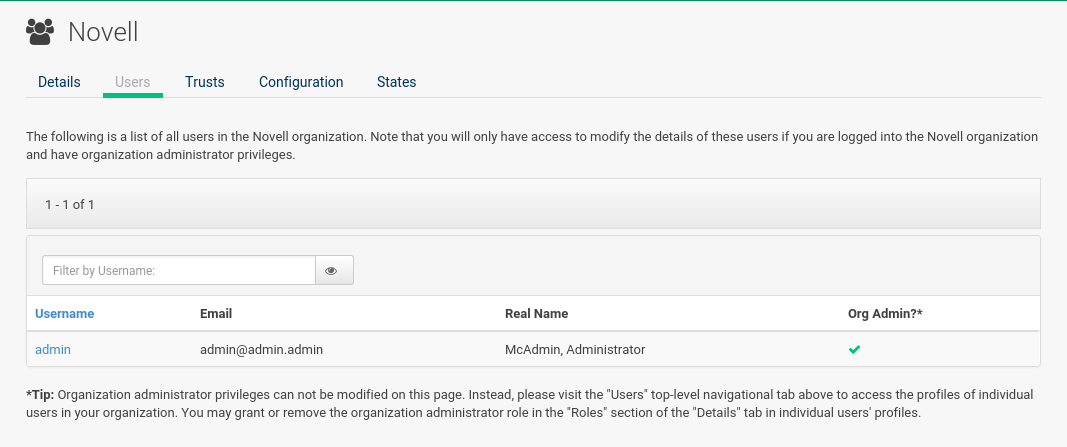 Novell
Details Users Trusts Configuration States
The following is a list of all users in the Novell organization. Note that you will only have access to modify the details of these users if you are logged into the Novell organization
and have organization administrator privileges.
1 - 1 of 1
Filter by Username:
Username Email Real Name Org Admin?*
admin admin@admin.admin McAdmin, Administrator
*Tip: Organization administrator privileges can not be modified on this page. Instead, please visit the "Users" top-level navigational tab above to access the profiles of individual
users in your organization. You may grant or remove the organization administrator role in the "Roles" section of the "Details" tab in individual users' profiles.